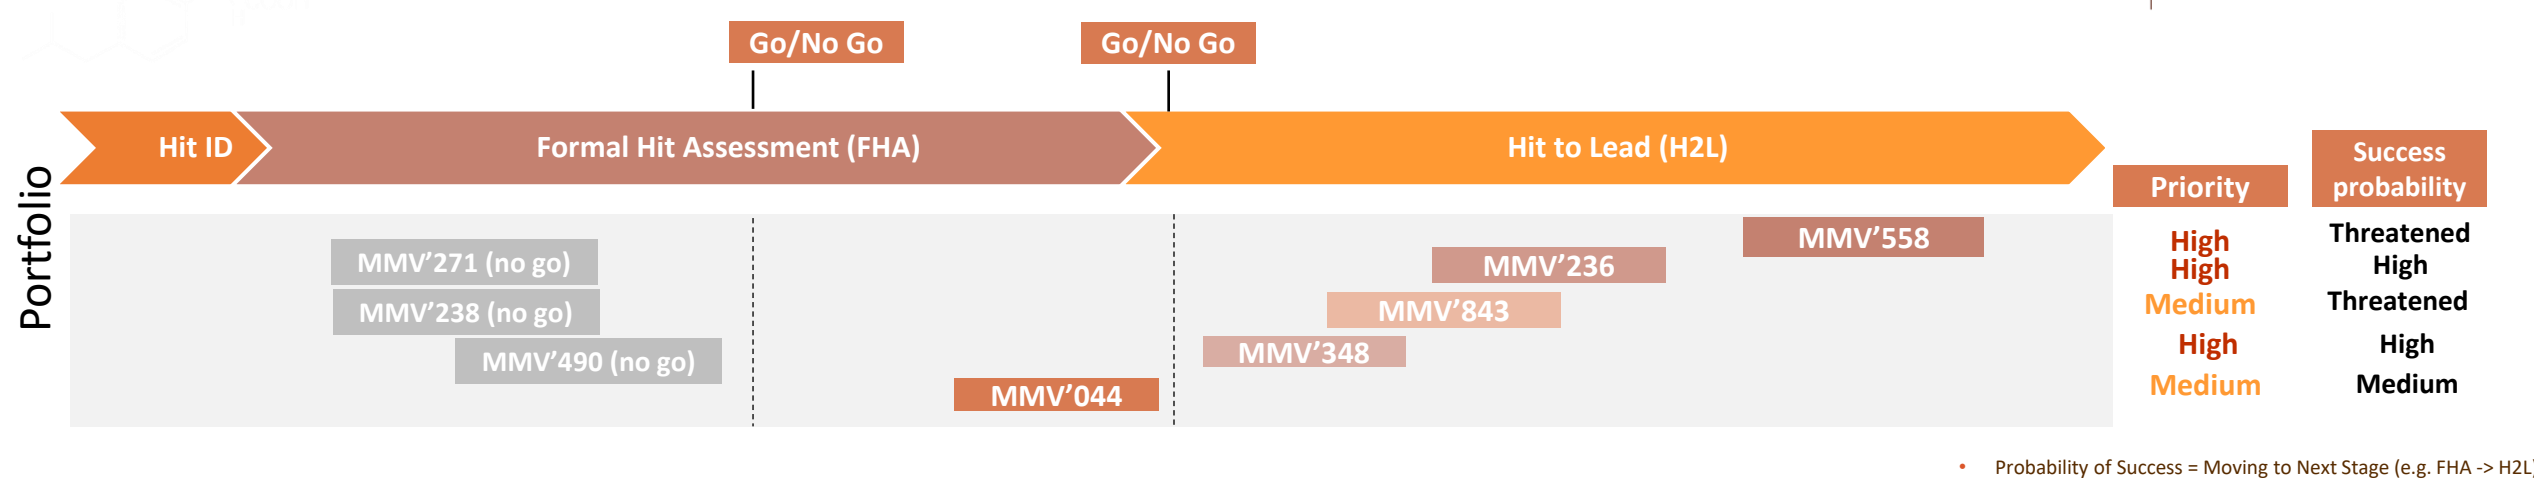 Go/No Go
Go/No Go
Hit ID
Formal Hit Assessment (FHA)
Hit to Lead (H2L)
Priority
Success
probability
Portfolio
MMV'558
High
Threatened
MMV'271 (no go)
MMV'236
High
High
MMV'238 (no go)
MMV'843
Medium
Threatened
MMV'490 (no go)
MMV'348
High
High
MMV'044
Medium
Medium
• Probability of Success = Moving to Next Stage (e.g. FHA -> H2L)